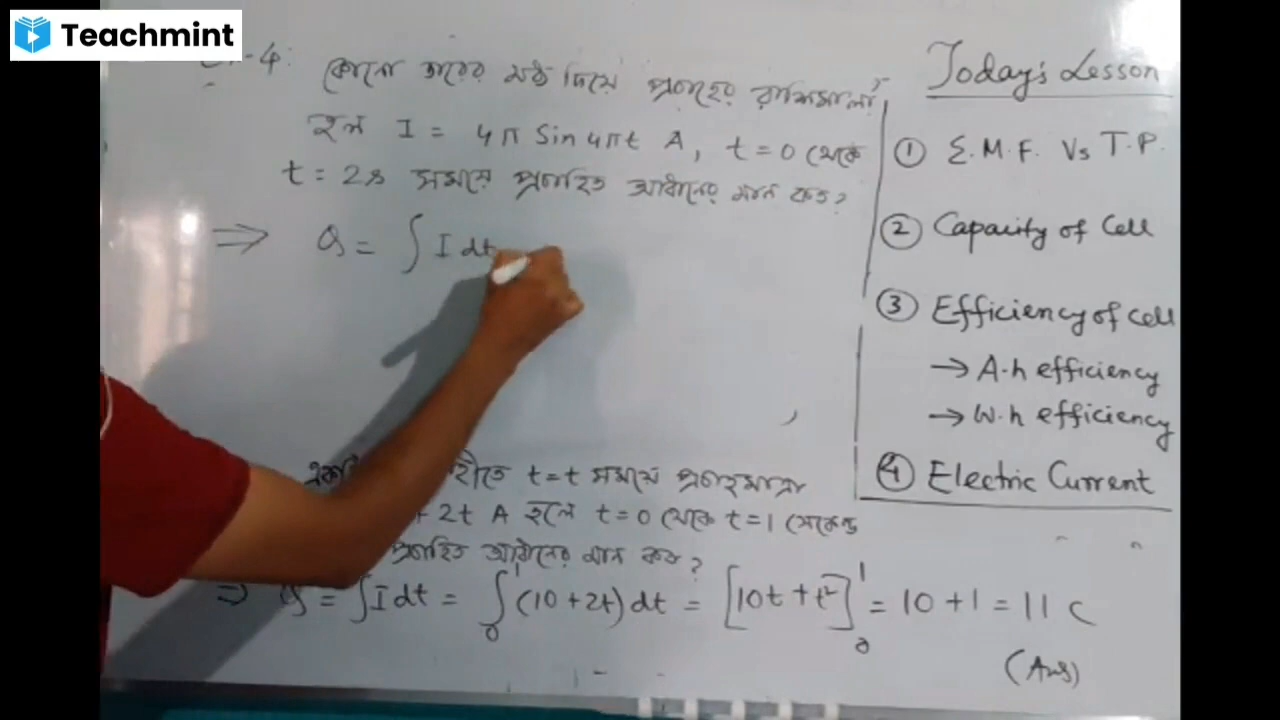 Teachmint
-4:
কোনো তারের মধ্য দিয়ে প্রবাহের রাশিমালা
হল I = 4π Sin 4πt A, t = 0 থেকে
t = 2s সময়ে প্রবাহিত আধানের মান কত?
⇒ Q = ∫ I dt
t = t সময়ে প্রবাহমাত্রা
+ 2t A হলে t = 0 থেকে t = 1 সেকেন্ড
প্রবাহিত আধানের মান কত?
⇒ Q = ∫ I dt = ∫₀¹ (10 + 2t) dt = [10t + t²]₀¹ = 10 + 1 = 11 C
(Ans)
Today's Lesson
① E.M.F. Vs T.P.
② Capacity of Cell
③ Efficiency of Cell
→ A-h efficiency
→ W.h efficiency
④ Electric Current